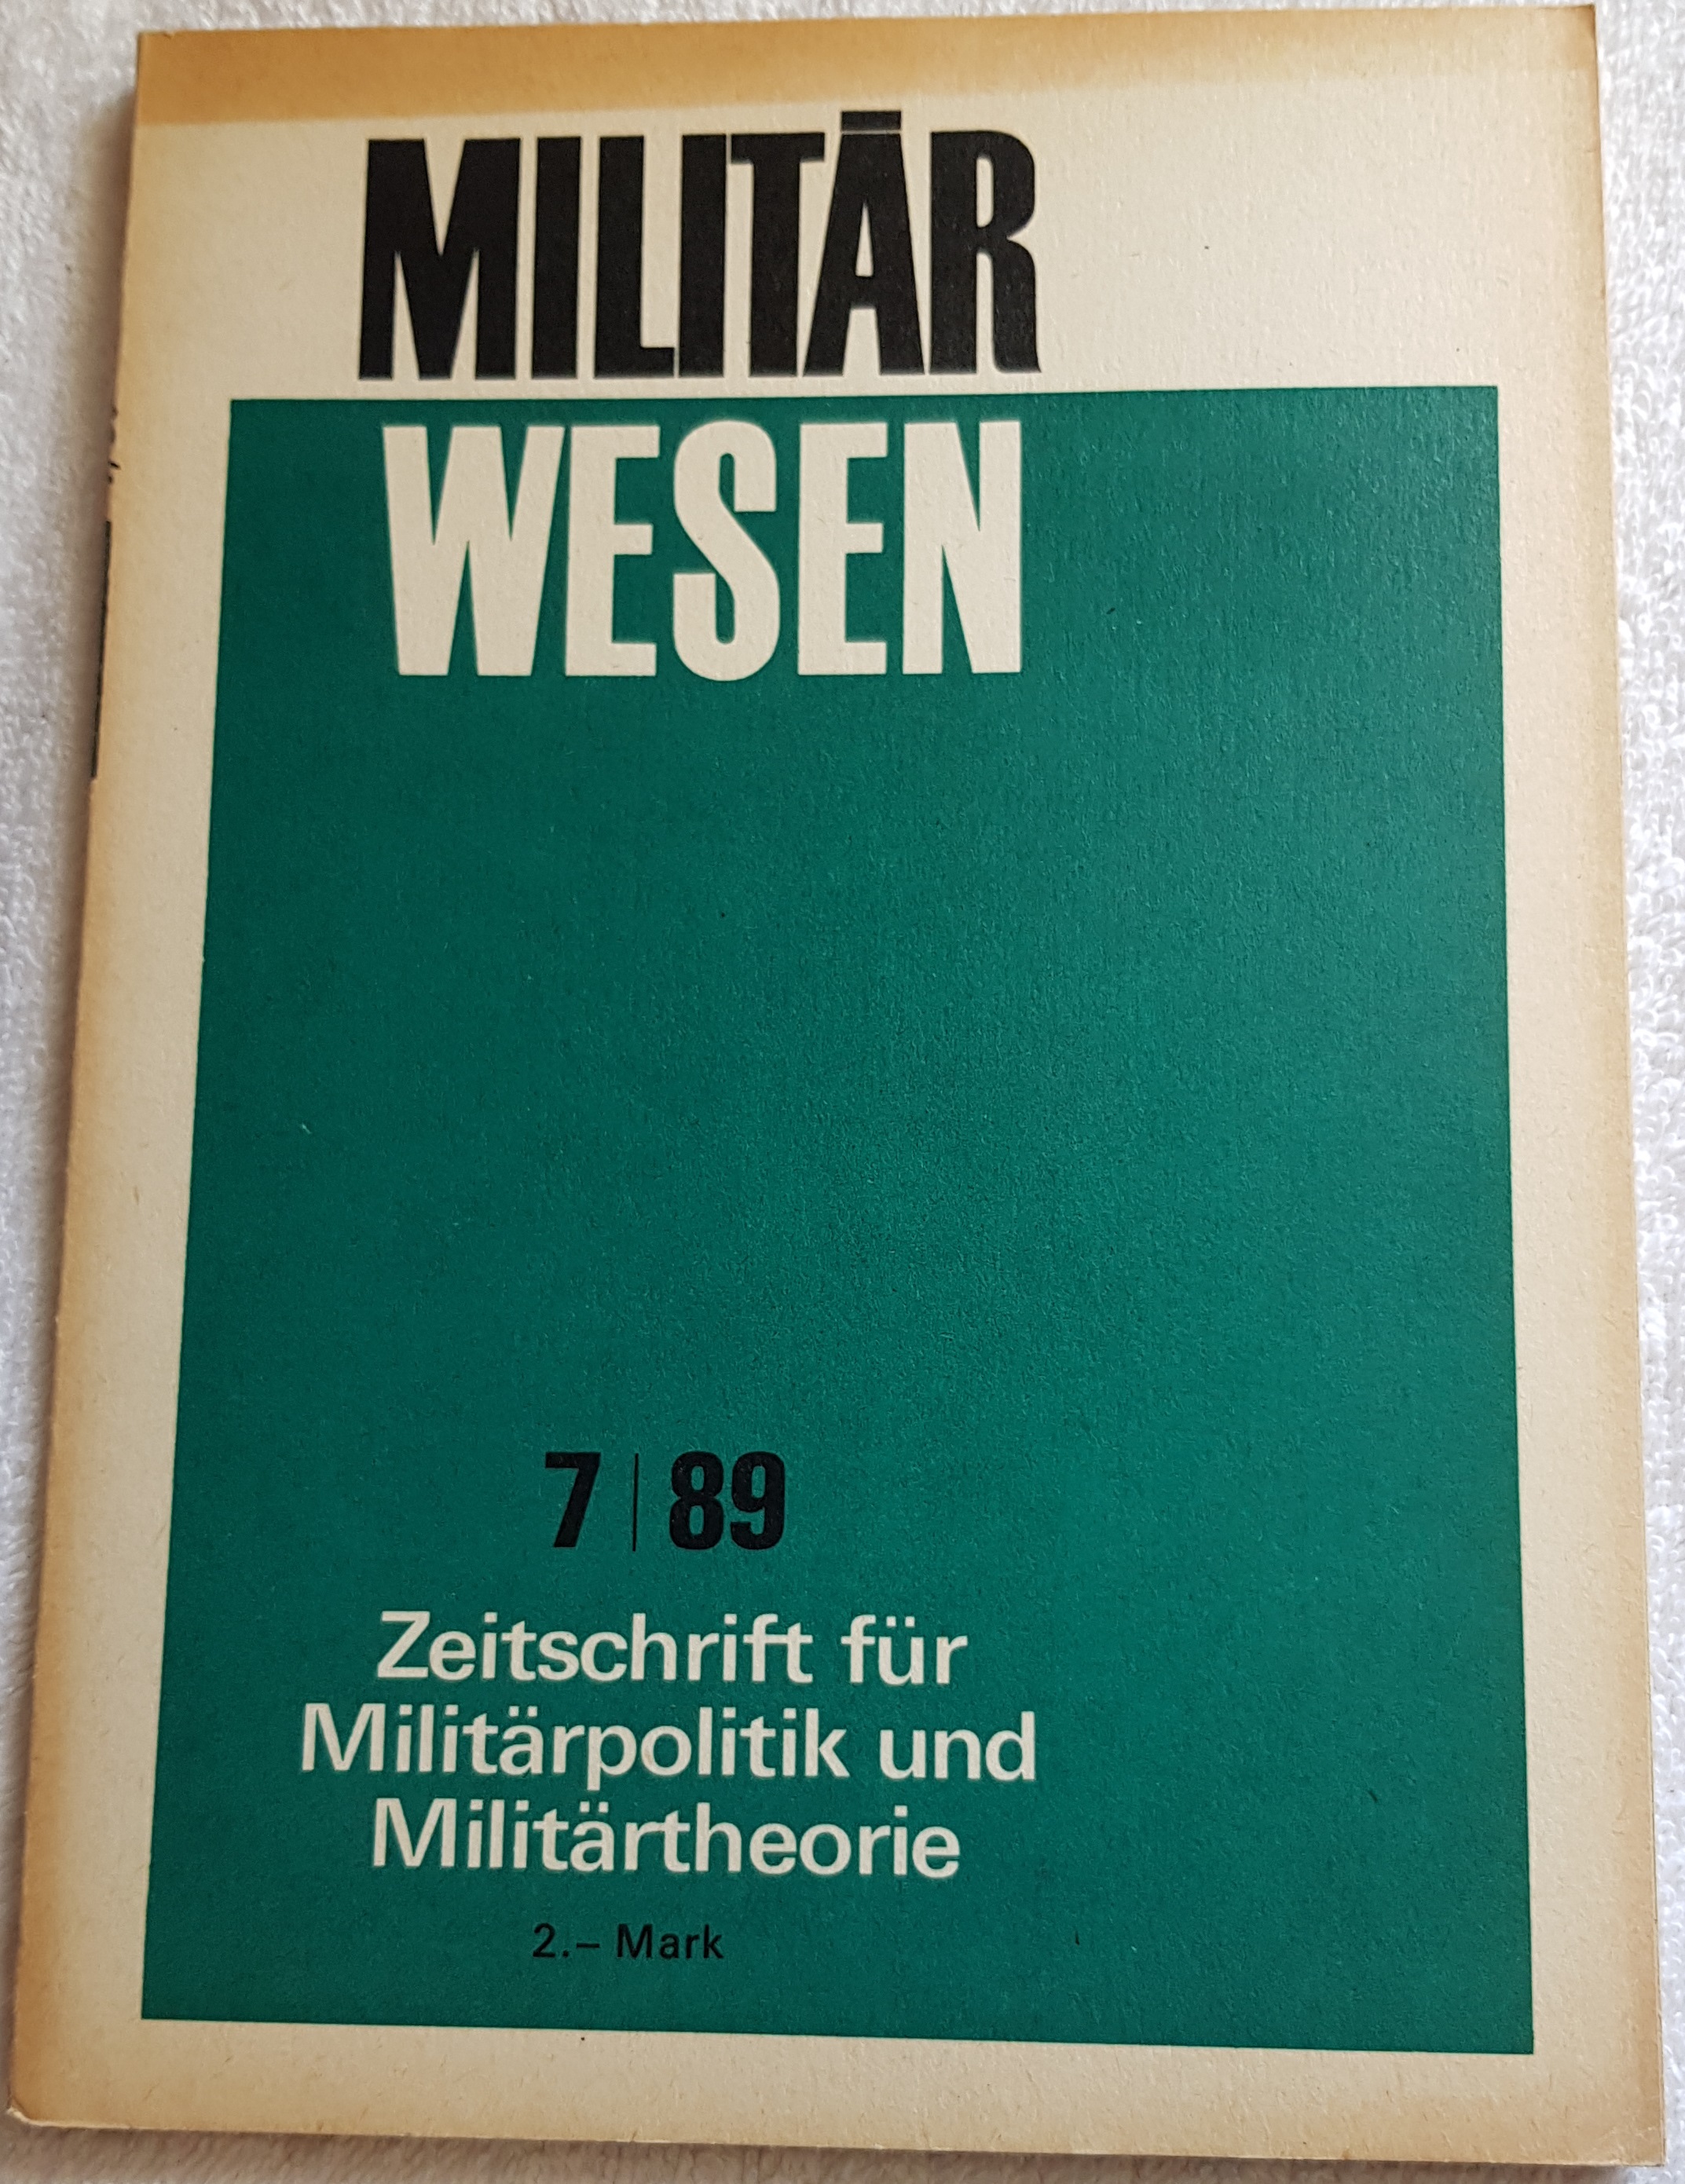 MILITÄR
WESEN
7 | 89
Zeitschrift für
Militärpolitik und
Militärtheorie
2.– Mark